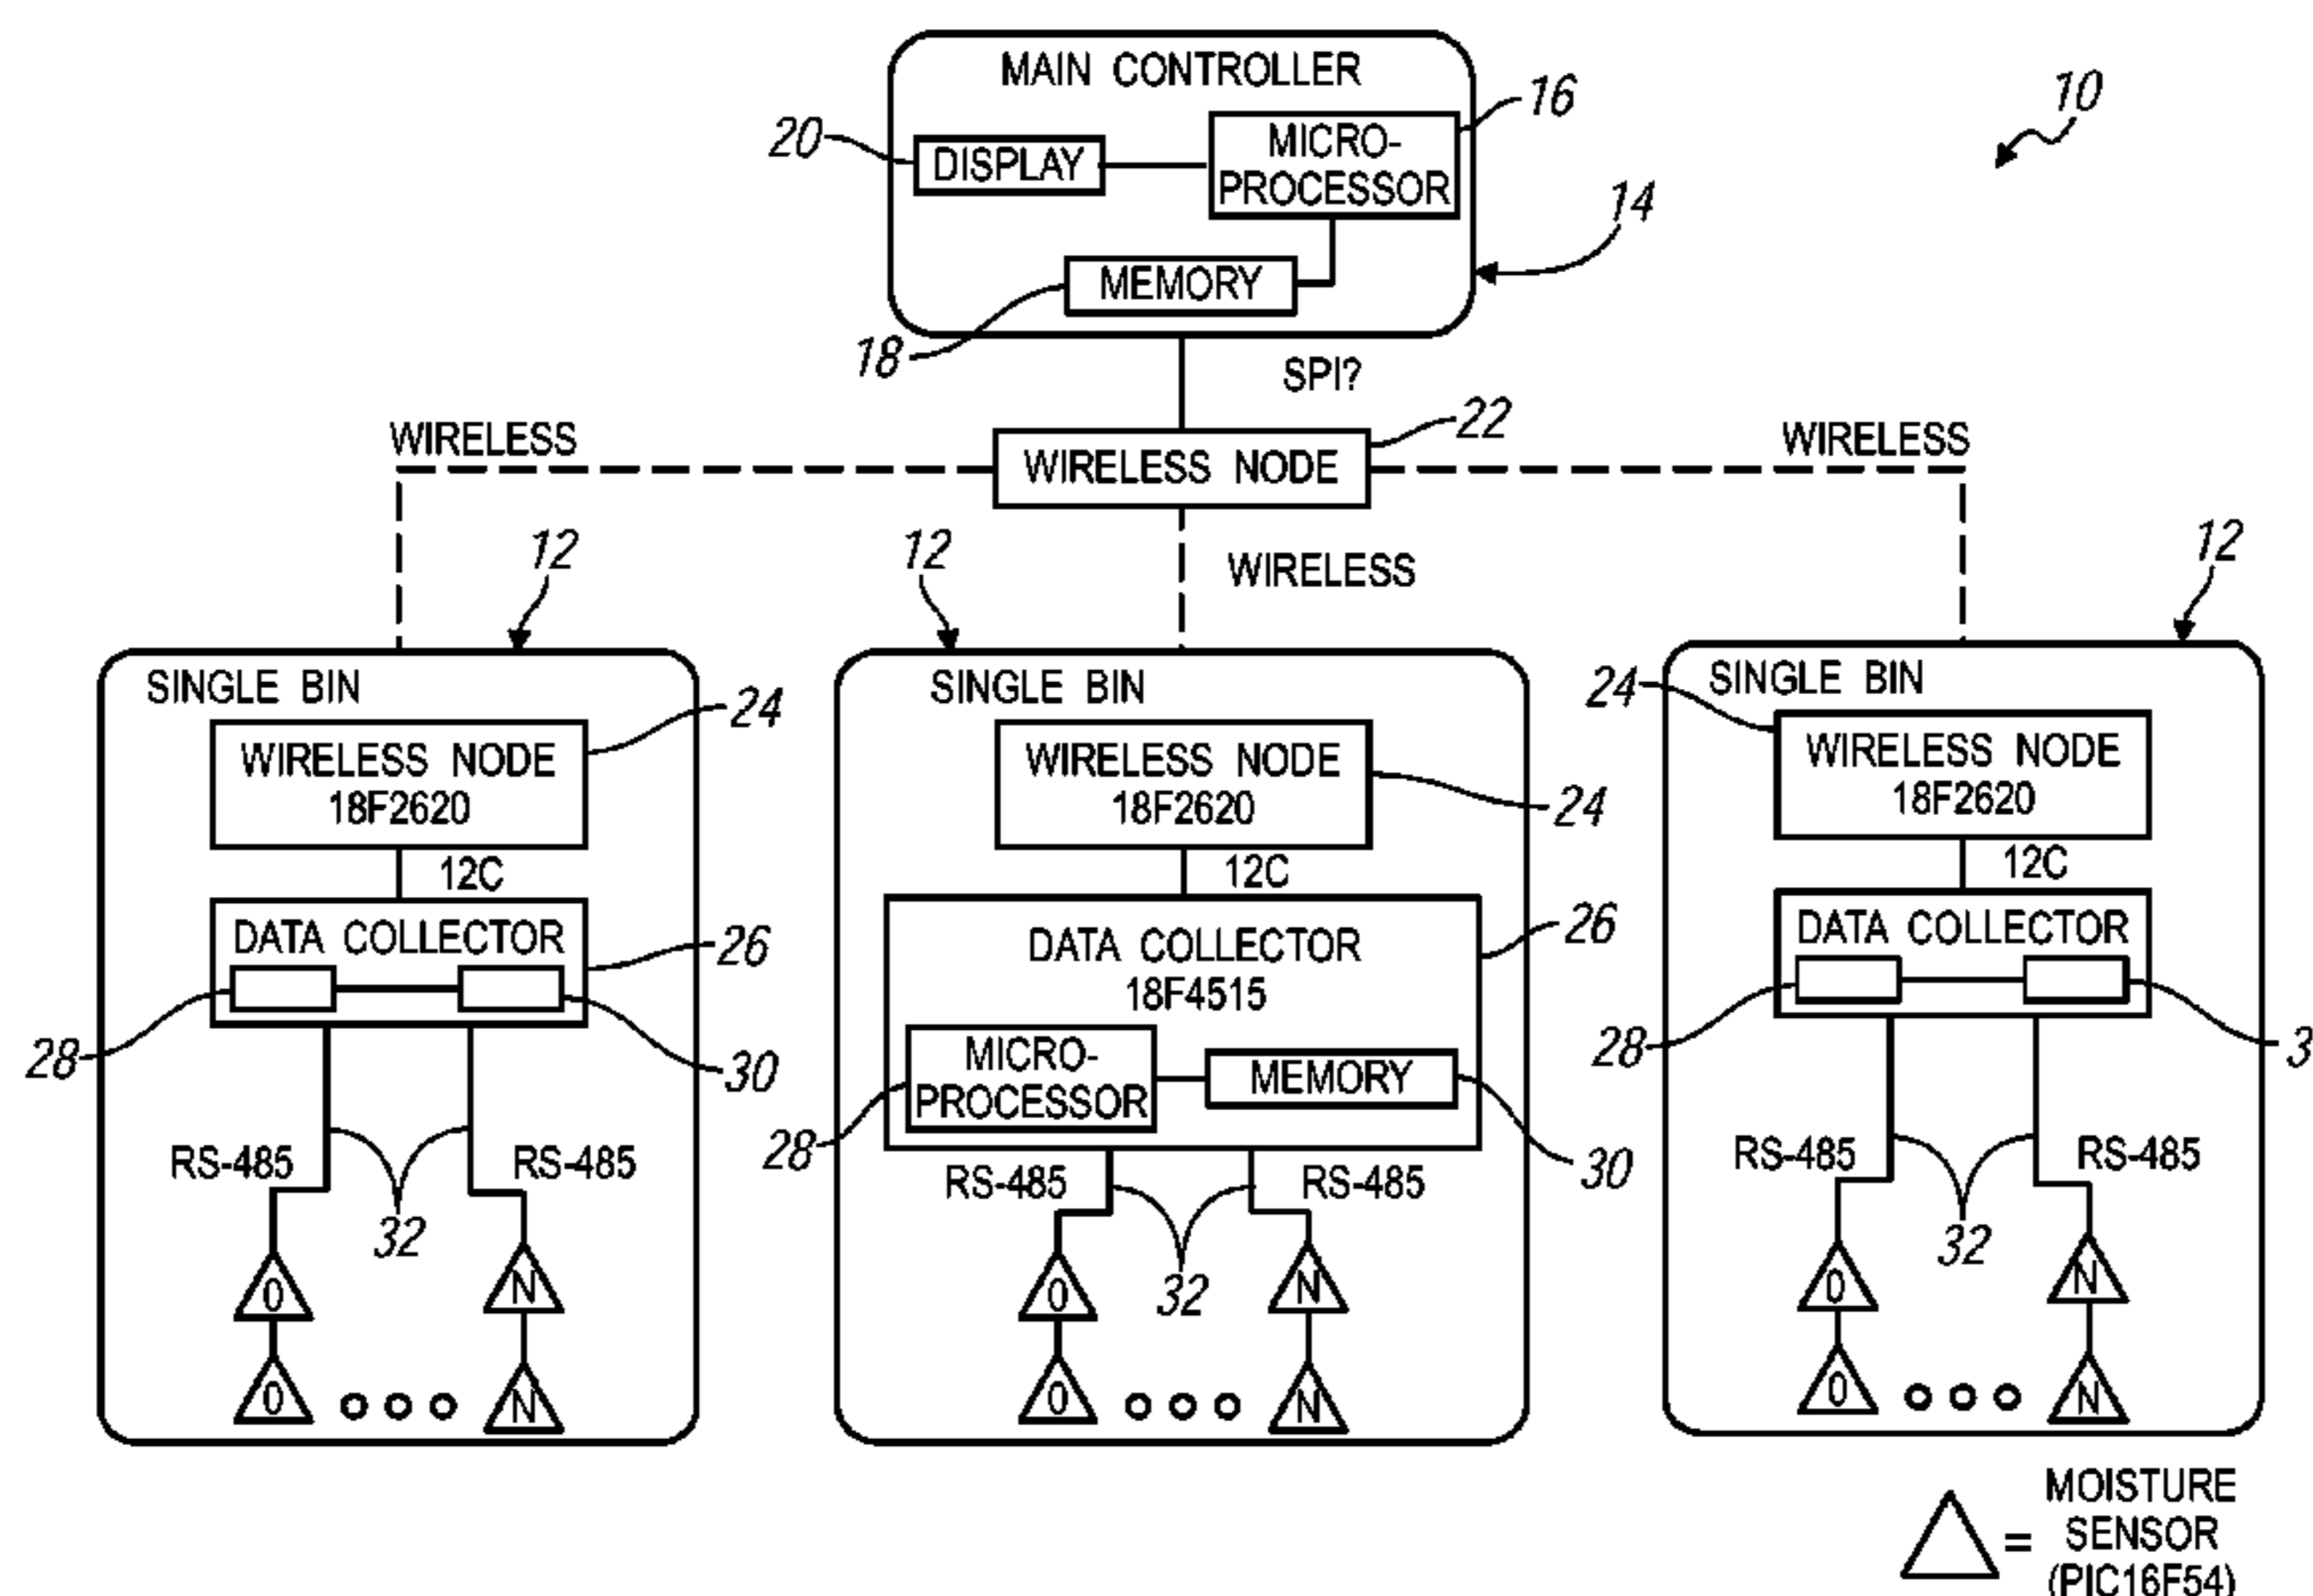 MAIN CONTROLLER
16
10
20
DISPLAY
MICRO-
PROCESSOR
14
MEMORY
18
SPI?
22
WIRELESS
WIRELESS NODE
WIRELESS
12
12
WIRELESS
12
SINGLE BIN
24
WIRELESS NODE
18F2620
12C
DATA COLLECTOR
26
28
30
RS-485
RS-485
32
0
N
0
N
SINGLE BIN
WIRELESS NODE
18F2620
24
12C
26
DATA COLLECTOR
18F4515
MICRO-
PROCESSOR
MEMORY
28
30
RS-485
RS-485
32
0
N
0
N
24
SINGLE BIN
WIRELESS NODE
18F2620
12C
DATA COLLECTOR
28
3
RS-485
RS-485
32
0
N
0
N
MOISTURE
= SENSOR
(PIC16F54)